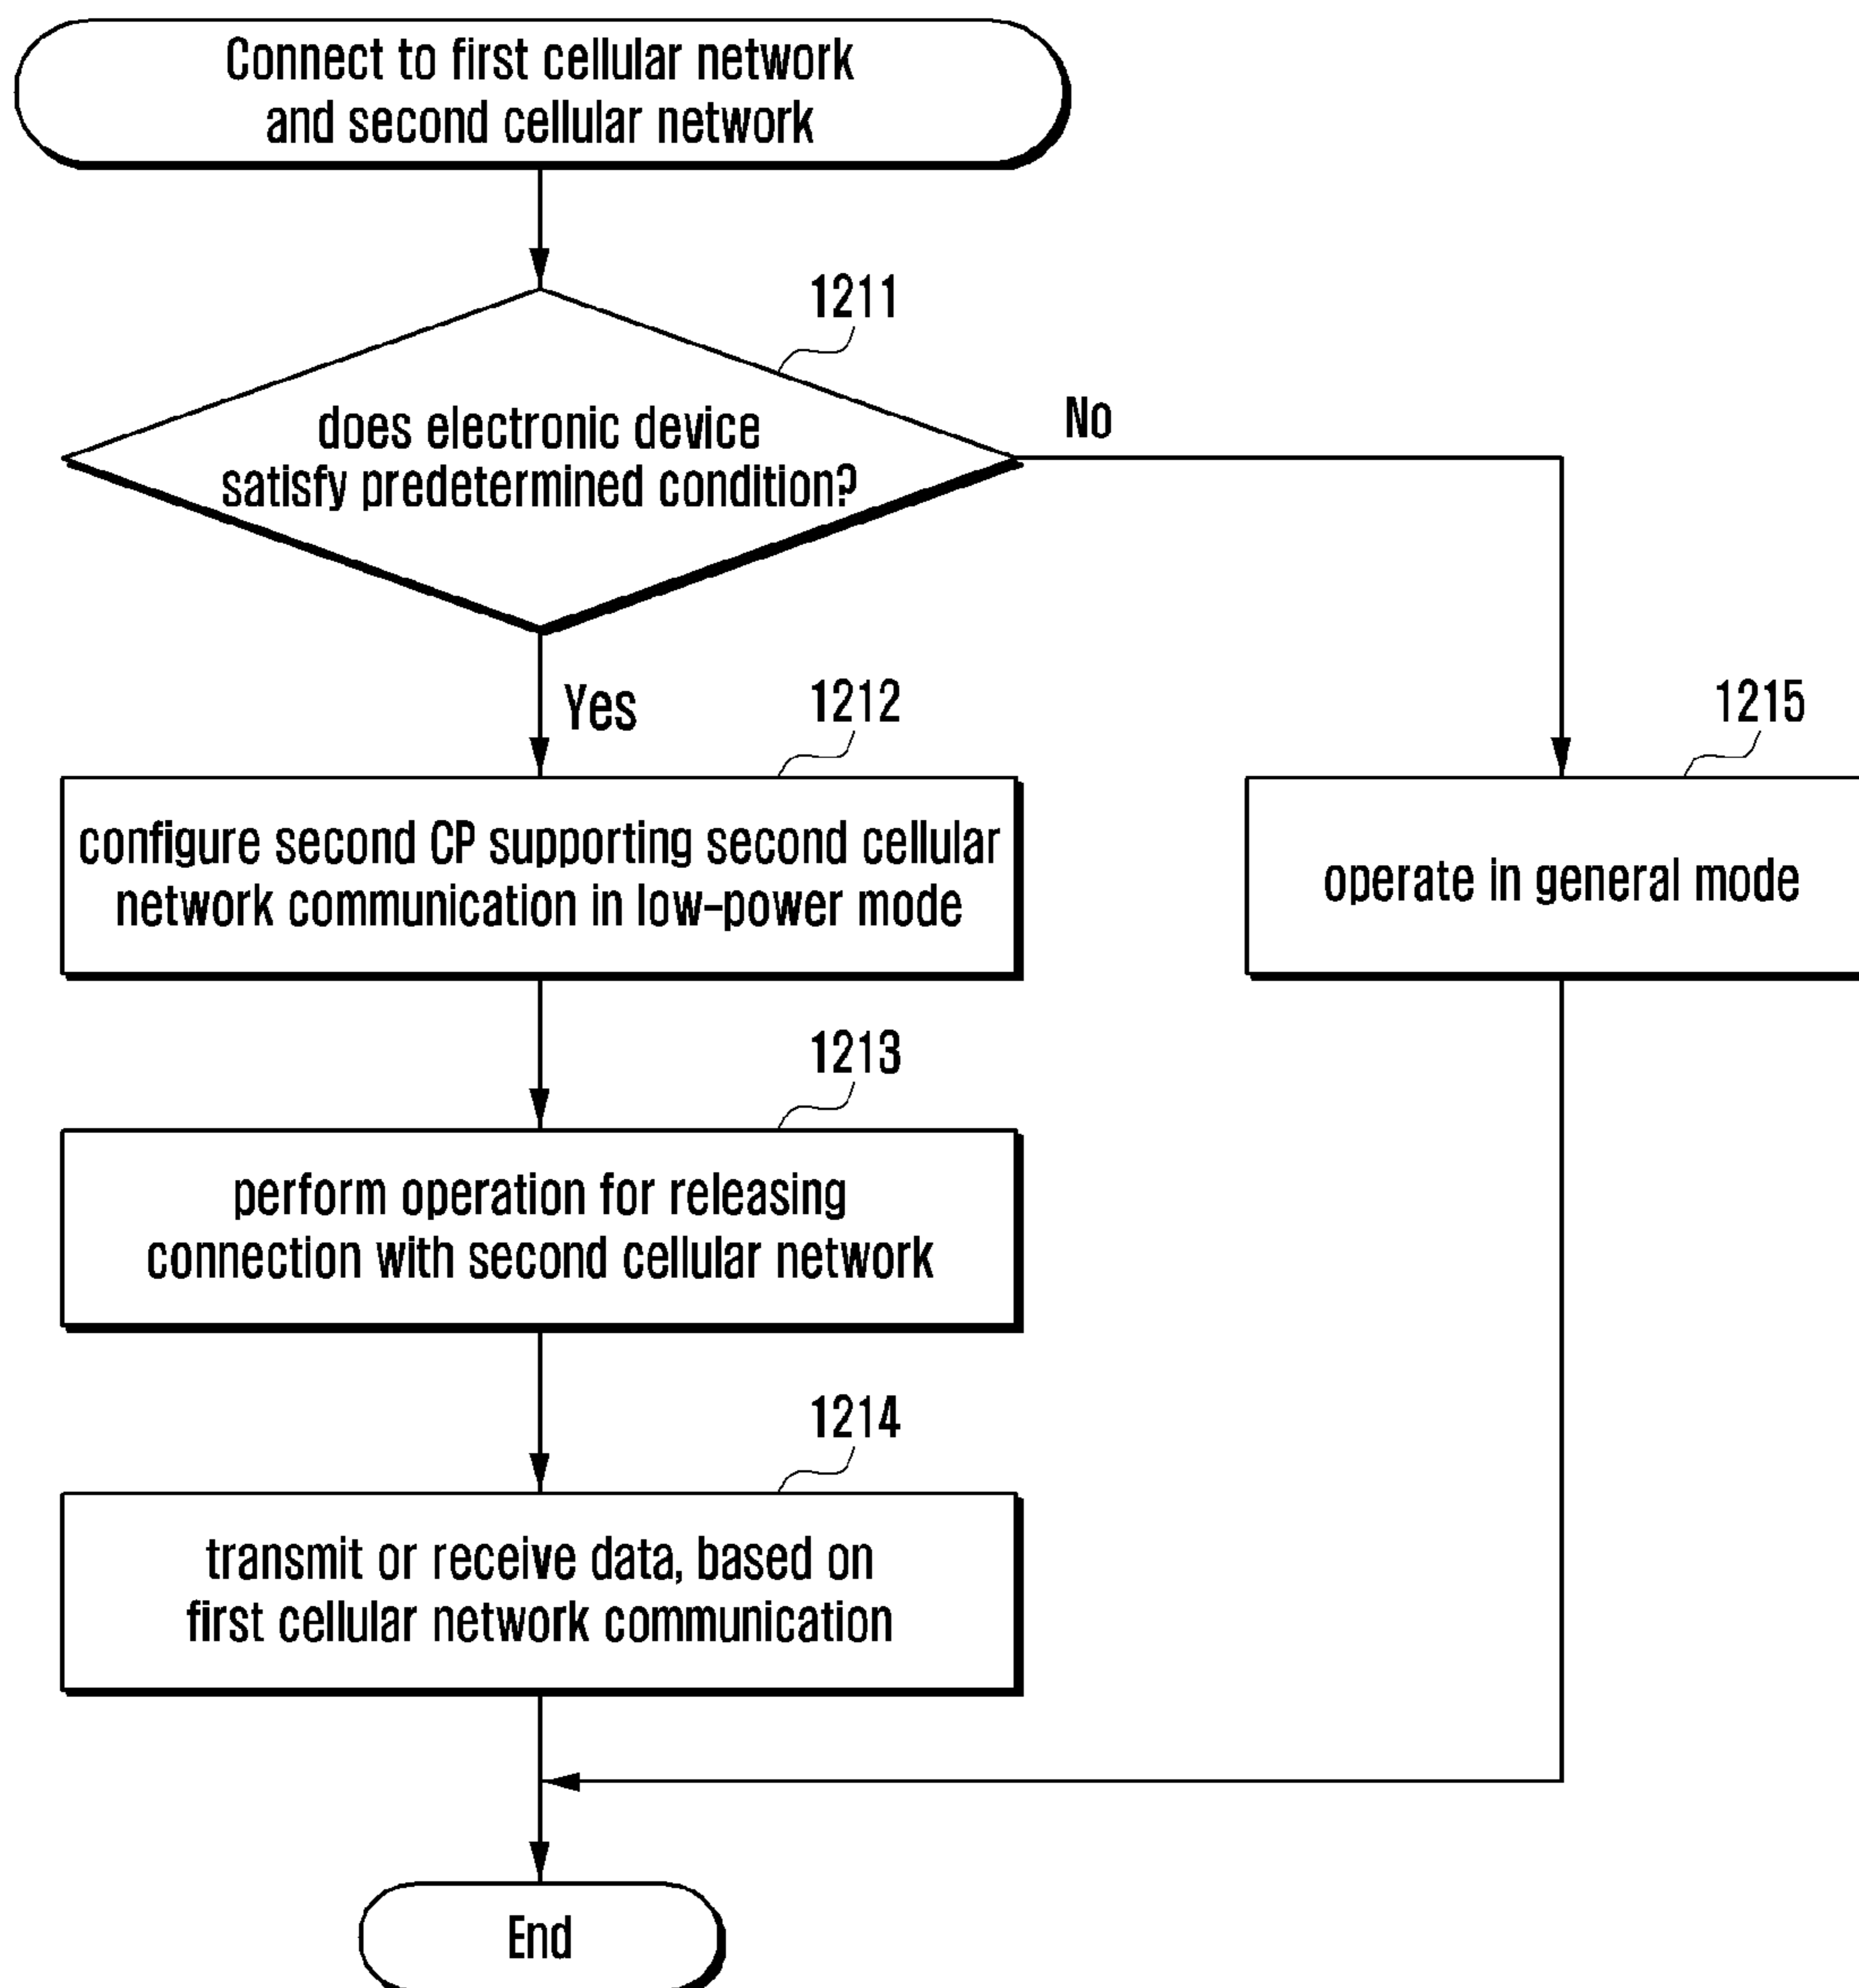 Connect to first cellular network
and second cellular network
1211
does electronic device
satisfy predetermined condition?
No
Yes
1212
configure second CP supporting second cellular
network communication in low-power mode
1215
operate in general mode
1213
perform operation for releasing
connection with second cellular network
1214
transmit or receive data, based on
first cellular network communication
End